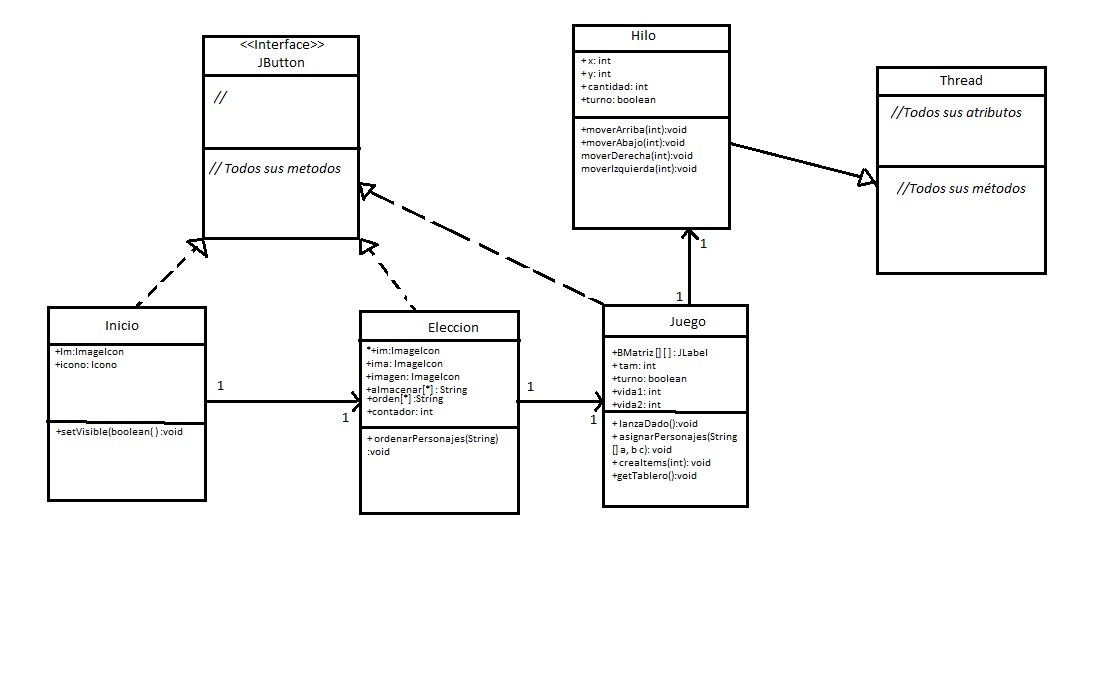 <<Interface>>
JButton
//
// Todos sus metodos
Hilo
+ x: int
+ y: int
+ cantidad: int
+turno: boolean
+moverArriba(int):void
+moverAbajo(int):void
moverDerecha(int):void
moverIzquierda(int):void
Thread
//Todos sus atributos
//Todos sus métodos
1
1
Inicio
+Im:ImageIcon
+icono: Icono
+setVisible(boolean( ) :void
1
1
Eleccion
*+im:ImageIcon
+ima: ImageIcon
+imagen: ImageIcon
+almacenar[*] : String
+orden[*] :String
+contador: int
+ ordenarPersonajes(String)
:void
1
1
Juego
+BMatriz [] [ ] : JLabel
+ tam: int
+turno: boolean
+vida1: int
+vida2: int
+ lanzaDado():void
+ asignarPersonajes(String
[] a, b c): void
+ creaItems(int): void
+getTablero():void